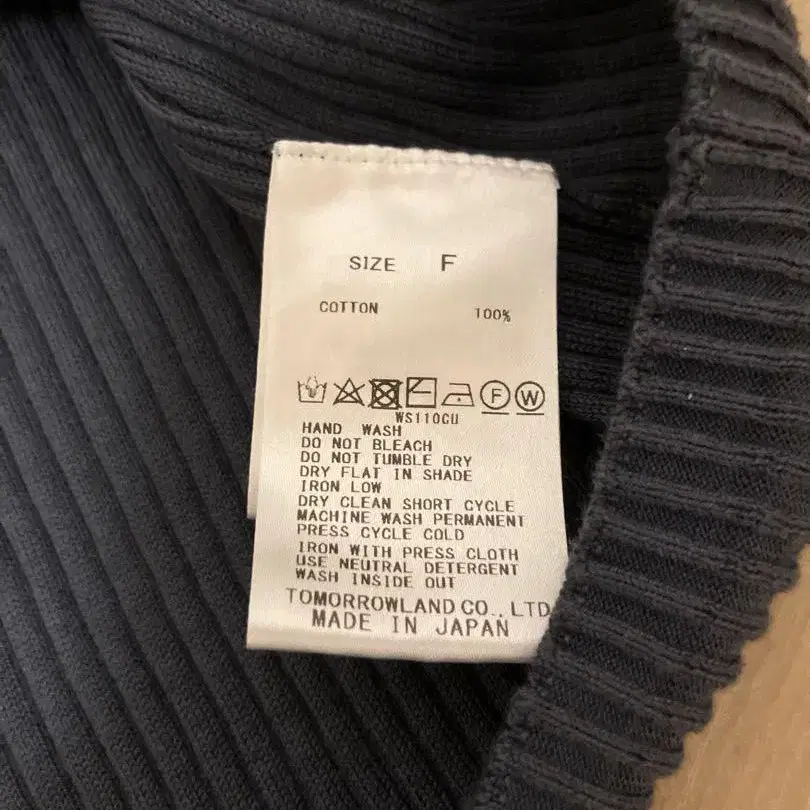 SIZE F
COTTON 100%
F W
WS110CU
HAND WASH
DO NOT BLEACH
DO NOT TUMBLE DRY
DRY FLAT IN SHADE
IRON LOW
DRY CLEAN SHORT CYCLE
MACHINE WASH PERMANENT
PRESS CYCLE COLD
IRON WITH PRESS CLOTH
USE NEUTRAL DETERGENT
WASH INSIDE OUT
TOMORROWLAND CO., LTD
MADE IN JAPAN